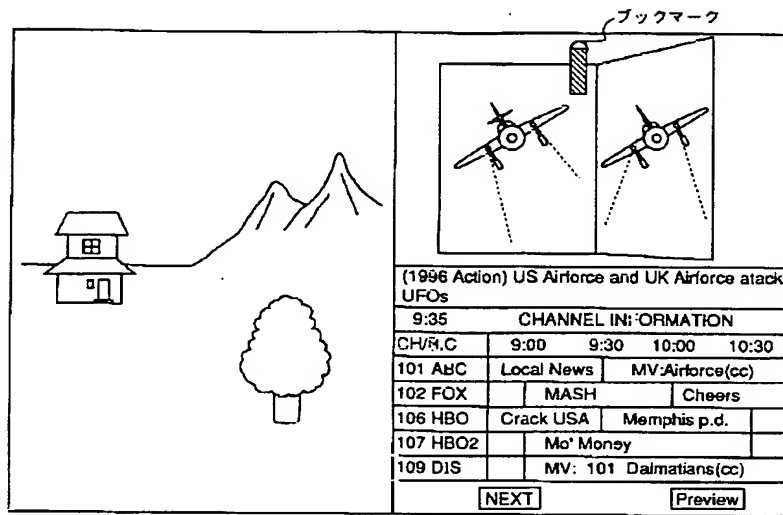 ブックマーク
(1996 Action) US Airforce and UK Airforce atack
UFOs
9:35 CHANNEL INFORMATION
CH/R.C 9:00 9:30 10:00 10:30
101 ABC Local News MV:Airforce(cc)
102 FOX MASH Cheers
106 HBO Crack USA Memphis p.d.
107 HBO2 Mo' Money
109 DIS MV: 101 Dalmatians(cc)
NEXT Preview